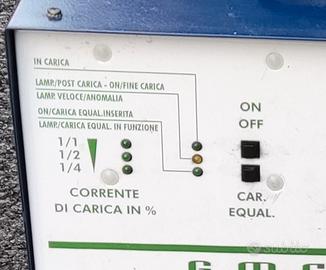 IN CARICA
LAMP./POST CARICA - ON/FINE CARICA
LAMP. VELOCE/ANOMALIA
ON/CARICA EQUAL.INSERITA
LAMP./CARICA EQUAL. IN FUNZIONE
ON
OFF
1/1
1/2
1/4
CORRENTE
DI CARICA IN %
CAR.
EQUAL.
subito